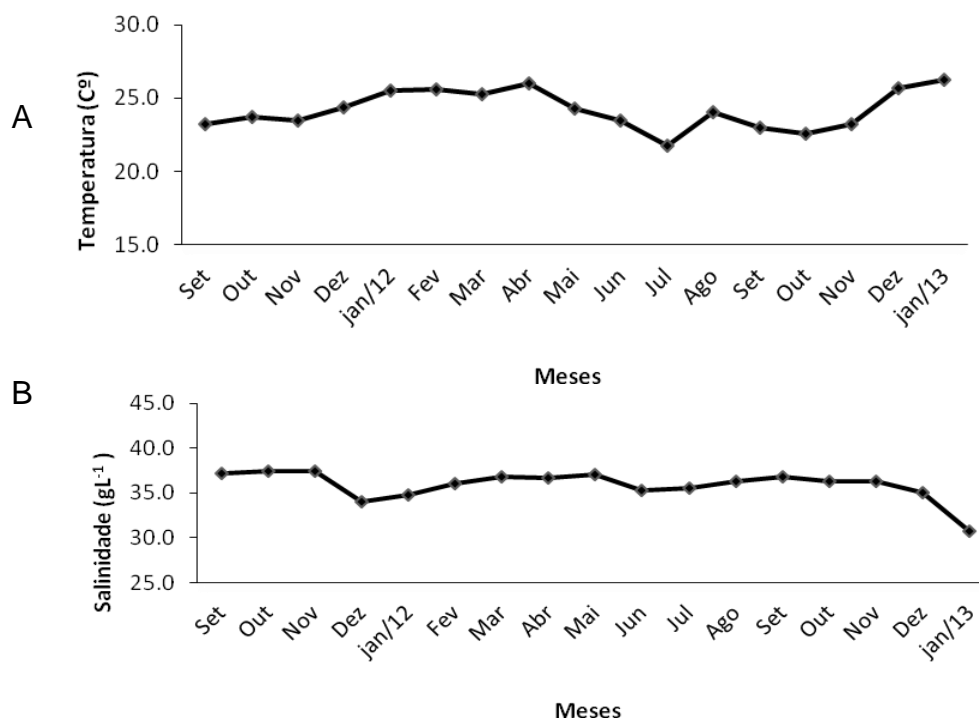 A
Temperatura (Cº)
30.0
25.0
20.0
15.0
Set Out Nov Dez jan/12 Fev Mar Abr Mai Jun Jul Ago Set Out Nov Dez jan/13
Meses
B
Salinidade (gL-1 )
45.0
40.0
35.0
30.0
25.0
Set Out Nov Dez jan/12 Fev Mar Abr Mai Jun Jul Ago Set Out Nov Dez jan/13
Meses